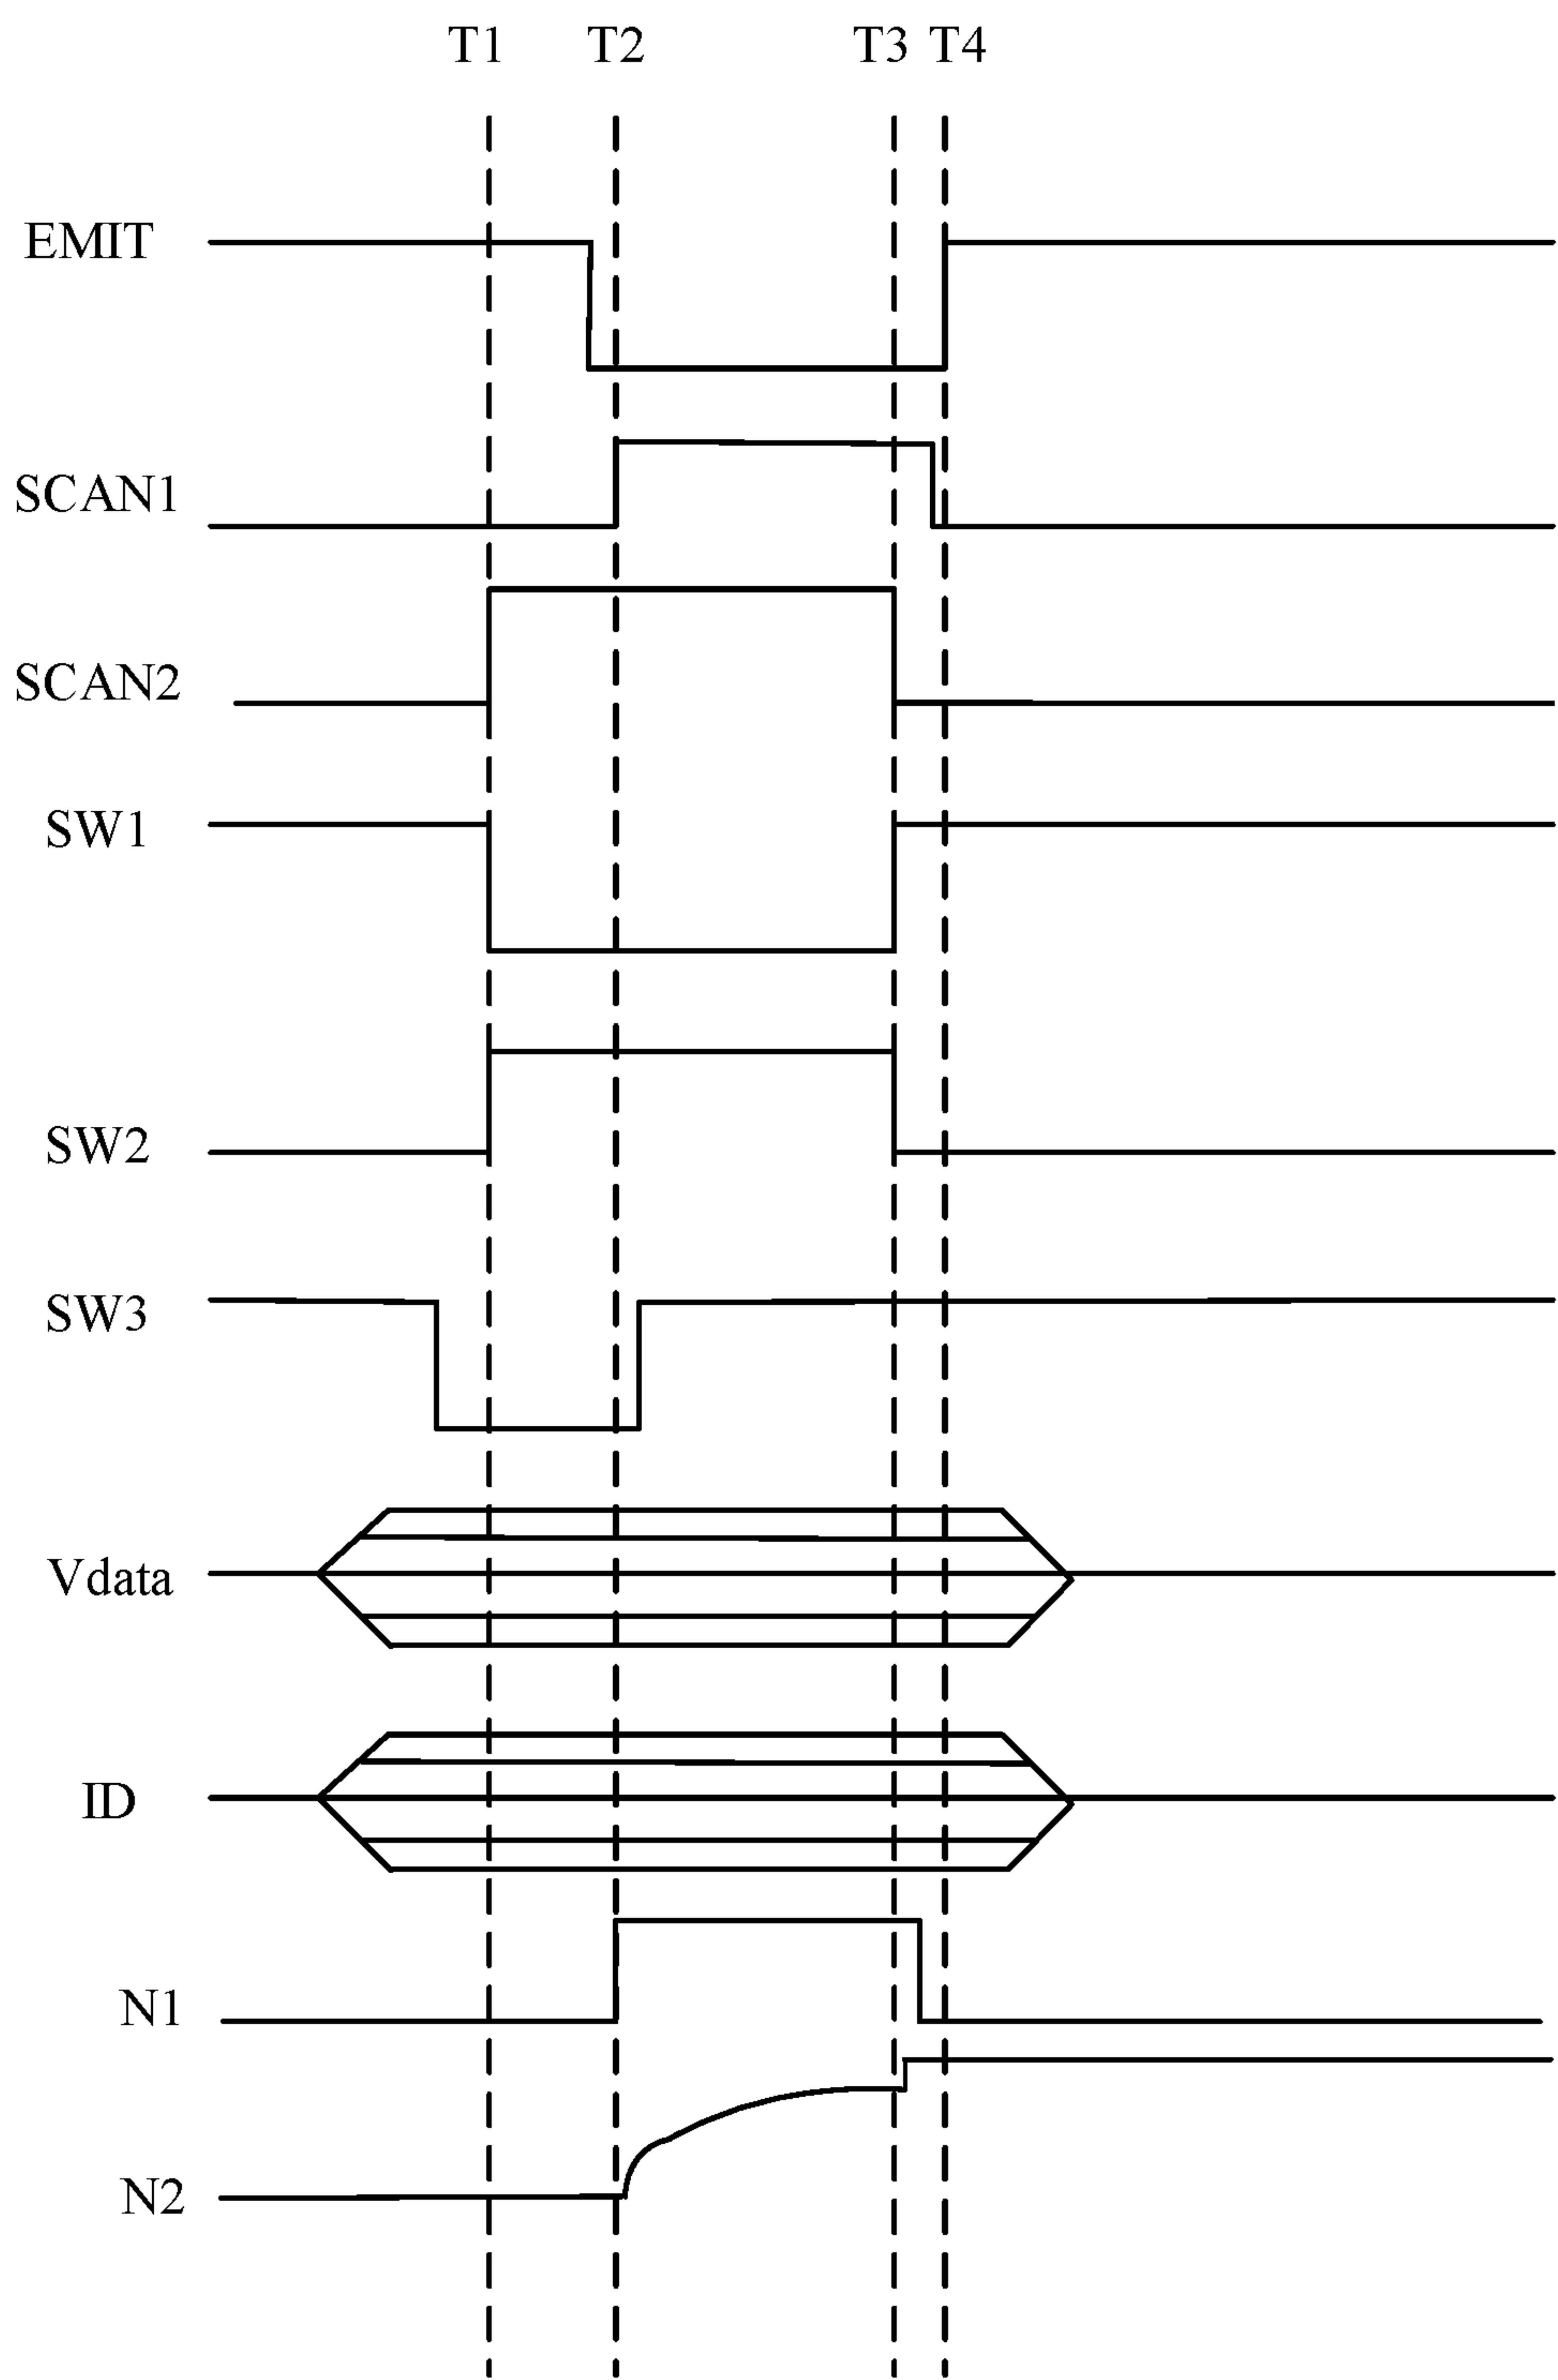 T1 T2 T3 T4
EMIT
SCAN1
SCAN2
SW1
SW2
SW3
Vdata
ID
N1
N2